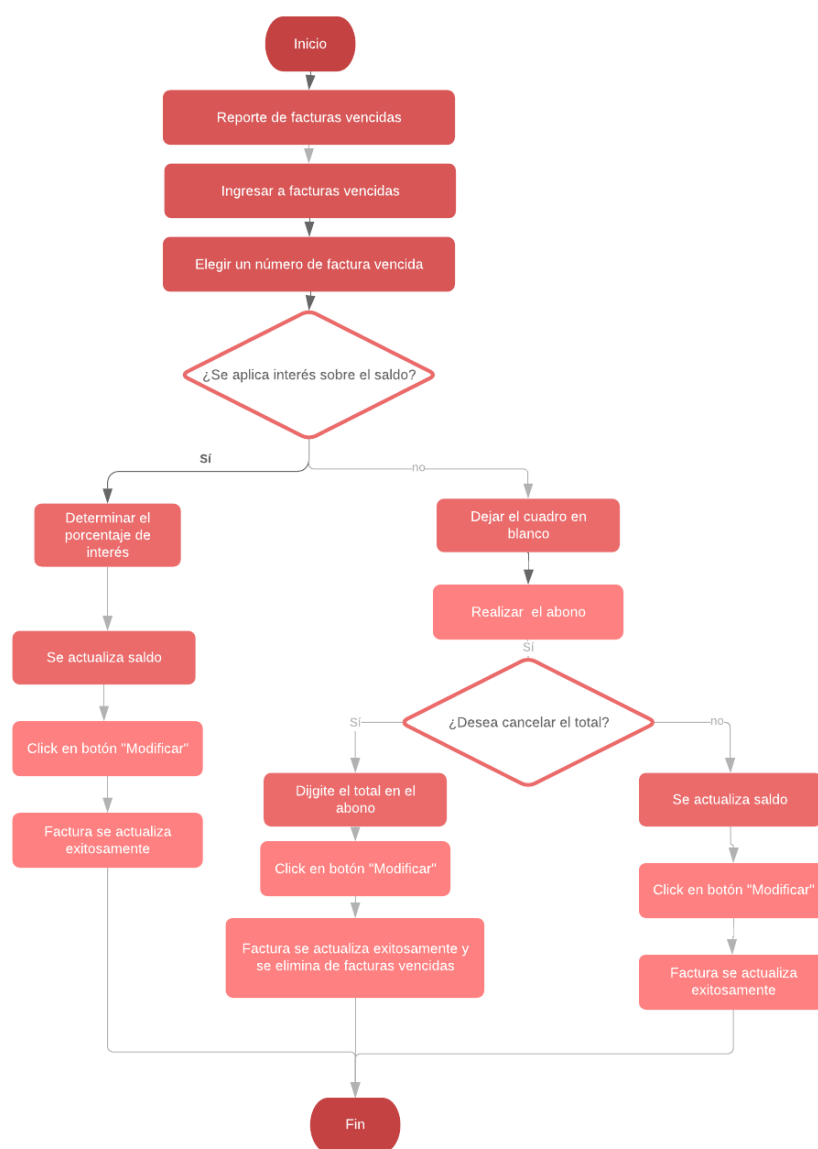 Inicio
Reporte de facturas vencidas
Ingresar a facturas vencidas
Elegir un número de factura vencida
¿Se aplica interés sobre el saldo?
Sí
no
Determinar el
porcentaje de
interés
Dejar el cuadro en
blanco
Realizar el abono
Sí
Se actualiza saldo
¿Desea cancelar el total?
Sí
no
Click en botón "Modificar"
Dijgite el total en el
abono
Se actualiza saldo
Factura se actualiza
exitosamente
Click en botón "Modificar"
Click en botón "Modificar"
Factura se actualiza exitosamente y
se elimina de facturas vencidas
Factura se actualiza
exitosamente
Fin